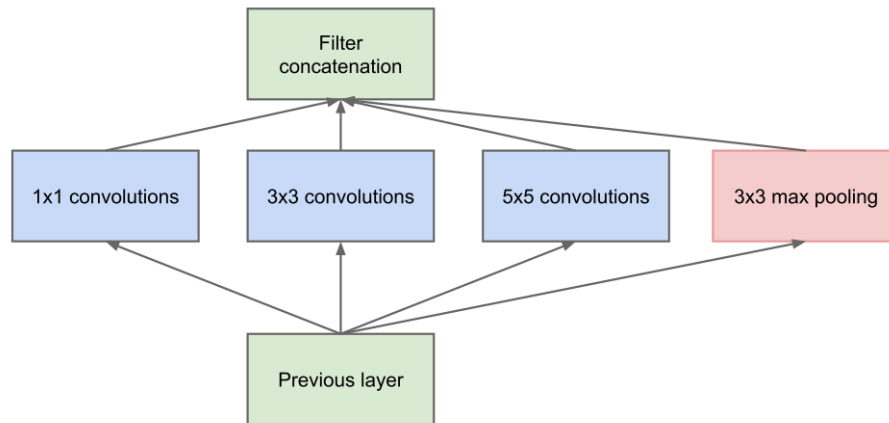 Filter
concatenation
1x1 convolutions
3x3 convolutions
5x5 convolutions
3x3 max pooling
Previous layer